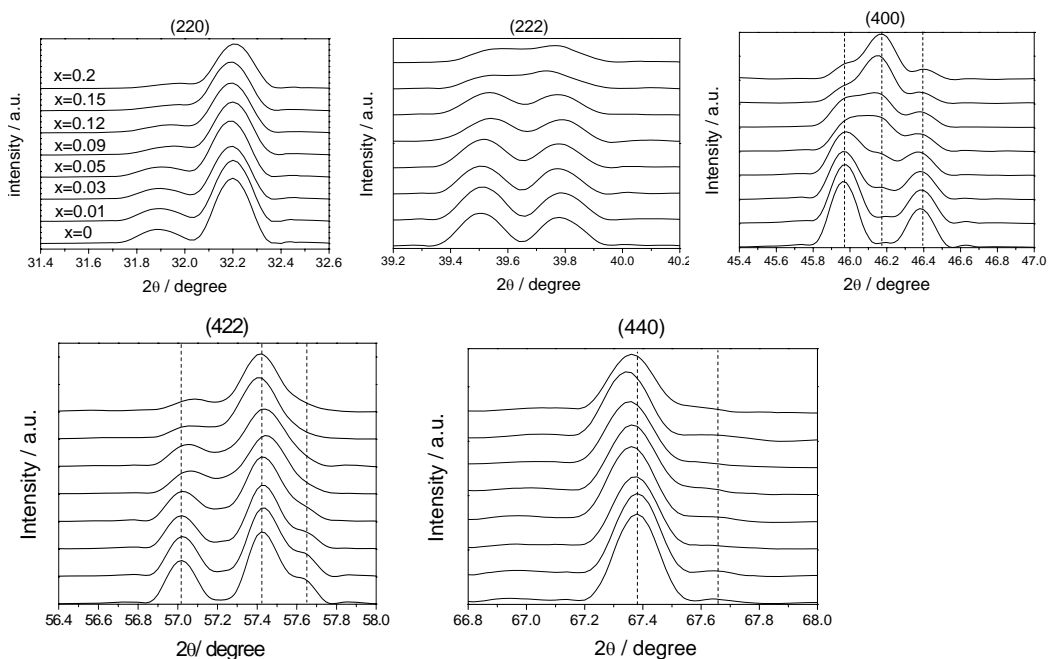 (220)
intensity / a.u.
x=0.2
x=0.15
x=0.12
x=0.09
x=0.05
x=0.03
x=0.01
x=0
31.4 31.6 31.8 32.0 32.2 32.4 32.6
2θ / degree
(222)
Intensity / a.u.
39.2 39.4 39.6 39.8 40.0 40.2
2θ / degree
(400)
Intensity / a.u.
45.4 45.6 45.8 46.0 46.2 46.4 46.6 46.8 47.0
2θ / degree
(422)
Intensity / a.u.
56.4 56.6 56.8 57.0 57.2 57.4 57.6 57.8 58.0
2θ/ degree
(440)
Intensity / a.u.
66.8 67.0 67.2 67.4 67.6 67.8 68.0
2θ / degree